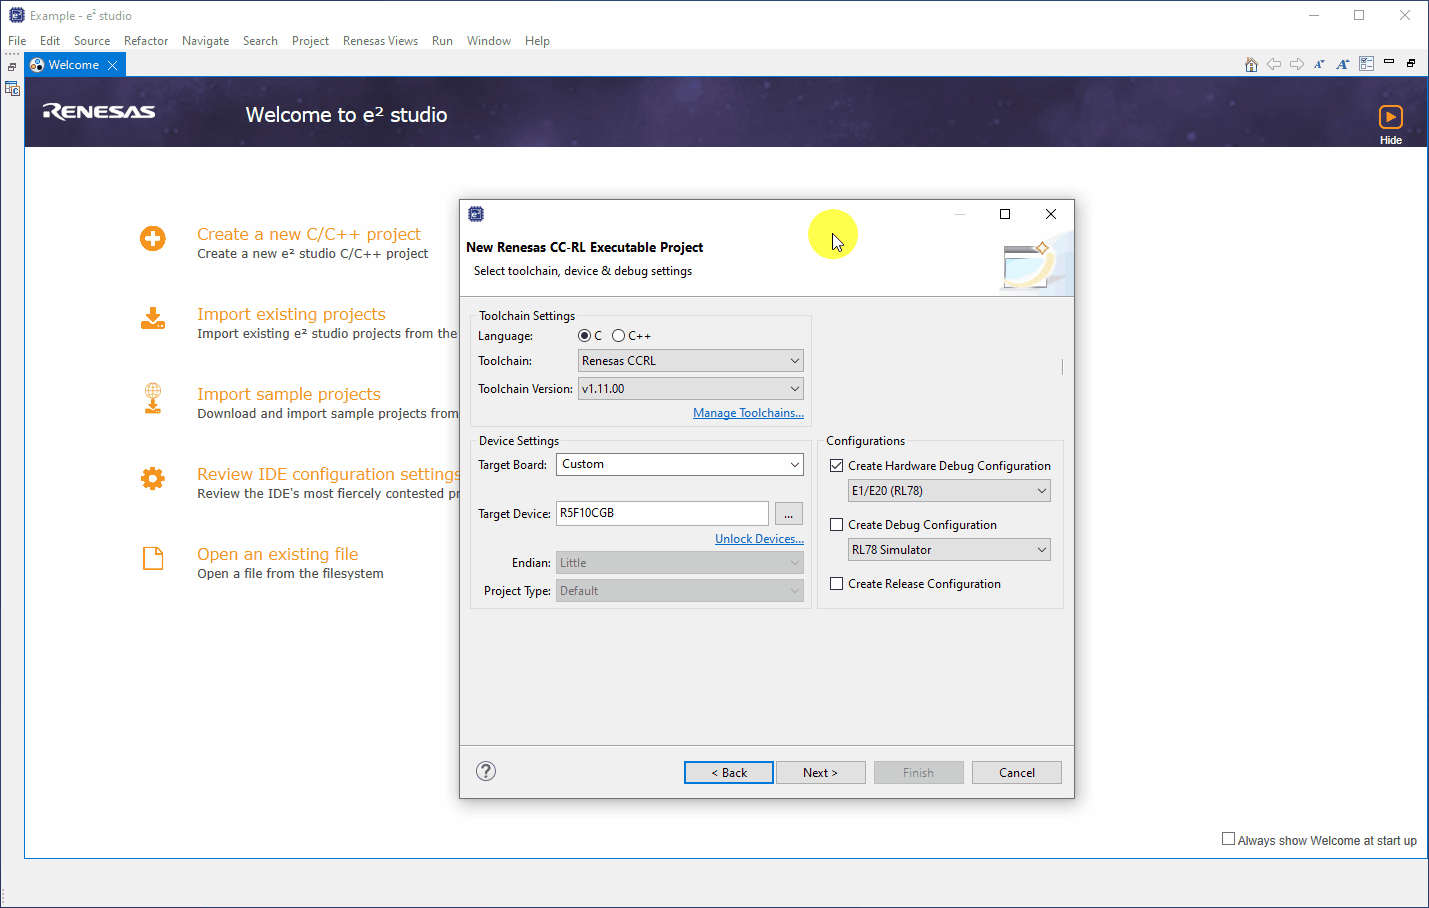 Example - e² studio
File Edit Source Refactor Navigate Search Project Renesas Views Run Window Help
Welcome
RENESAS
Welcome to e² studio
Hide
Create a new C/C++ project
Create a new e² studio C/C++ project
Import existing projects
Import existing e² studio projects from the
Import sample projects
Download and import sample projects from
Review IDE configuration settings
Review the IDE's most fiercely contested pr
Open an existing file
Open a file from the filesystem
New Renesas CC-RL Executable Project
Select toolchain, device & debug settings
Toolchain Settings
Language: C C++
Toolchain: Renesas CCRL
Toolchain Version: v1.11.00
Manage Toolchains...
Device Settings
Target Board: Custom
Target Device: R5F10CGB ...
Unlock Devices...
Endian: Little
Project Type: Default
Configurations
Create Hardware Debug Configuration
E1/E20 (RL78)
Create Debug Configuration
RL78 Simulator
Create Release Configuration
? < Back Next > Finish Cancel
Always show Welcome at start up